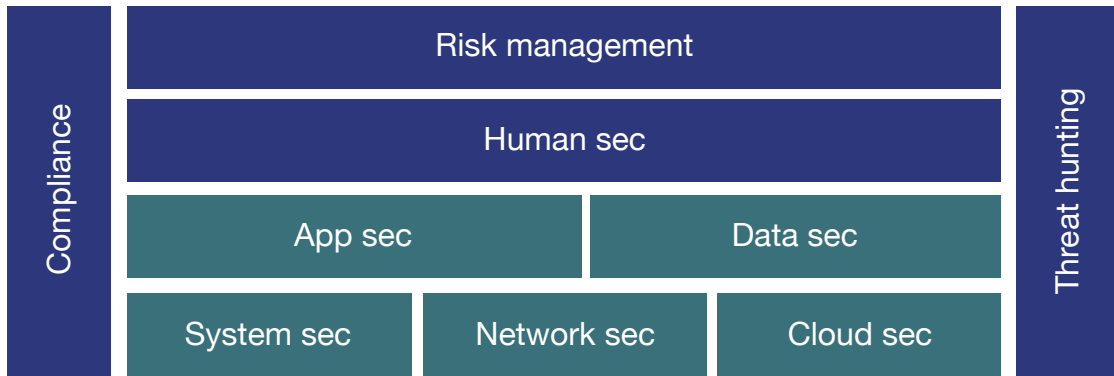 Compliance
Risk management
Human sec
App sec
Data sec
System sec
Network sec
Cloud sec
Threat hunting